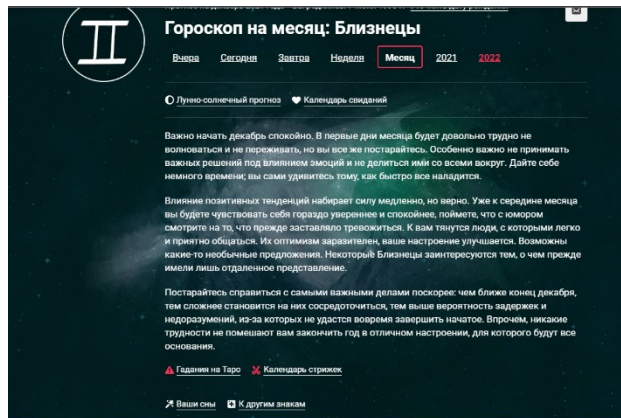 Гороскоп на месяц: Близнецы
Вчера Сегодня Завтра Неделя Месяц 2021 2022
Лунно-солнечный прогноз Календарь свиданий
Важно начать декабрь спокойно. В первые дни месяца будет довольно трудно не
волноваться и не переживать, но вы все же постарайтесь. Особенно важно не принимать
важных решений под влиянием эмоций и не делиться ими со всеми вокруг. Дайте себе
немного времени; вы сами удивитесь тому, как быстро все наладится.
Влияние позитивных тенденций набирает силу медленно, но верно. Уже к середине месяца
вы будете чувствовать себя гораздо увереннее и спокойнее, поймете, что с юмором
смотрите на то, что прежде заставляло тревожиться. К вам тянутся люди, с которыми легко
и приятно общаться. Их оптимизм заразителен, ваше настроение улучшается. Возможны
какие-то необычные предложения. Некоторые Близнецы заинтересуются тем, о чем прежде
имели лишь отдаленное представление.
Постарайтесь справиться с самыми важными делами поскорее: чем ближе конец декабря,
тем сложнее становится на них сосредоточиться, тем выше вероятность задержек и
недоразумений, из-за которых не удастся вовремя завершить начатое. Впрочем, никакие
трудности не помешают вам закончить год в отличном настроении, для которого будут все
основания.
Гадания на Таро Календарь стрижек
Ваши сны К другим знакам